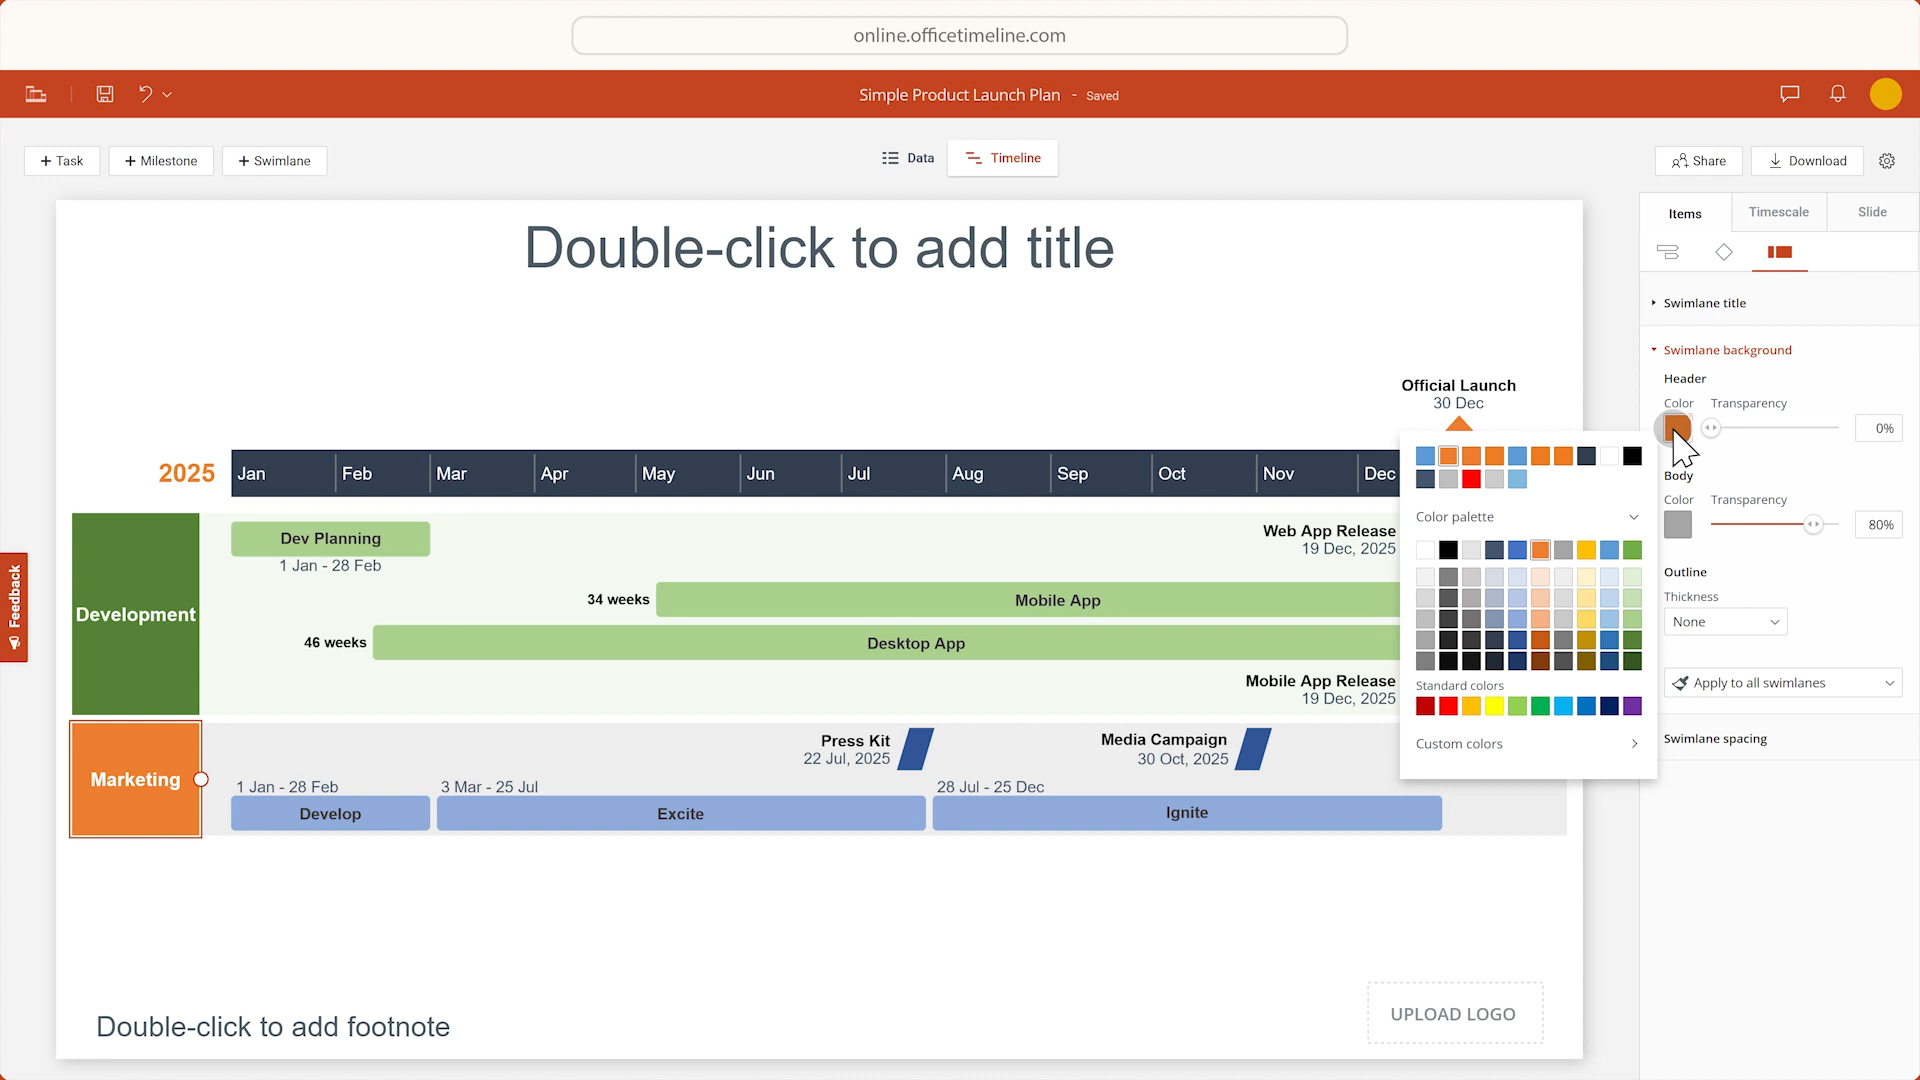 online.officetimeline.com
Simple Product Launch Plan - Saved
+ Task
+ Milestone
+ Swimlane
Data
Timeline
Share
Download
Items
Timescale
Slide
Double-click to add title
Swimlane title
Swimlane background
Header
Color
Transparency
0%
Body
Color
Transparency
80%
Outline
Thickness
None
Apply to all swimlanes
Swimlane spacing
Official Launch
30 Dec
2025
Jan
Feb
Mar
Apr
May
Jun
Jul
Aug
Sep
Oct
Nov
Dec
Color palette
Standard colors
Custom colors
Feedback
Development
Dev Planning
1 Jan - 28 Feb
Web App Release
19 Dec, 2025
34 weeks
Mobile App
46 weeks
Desktop App
Mobile App Release
19 Dec, 2025
Marketing
Press Kit
22 Jul, 2025
Media Campaign
30 Oct, 2025
1 Jan - 28 Feb
3 Mar - 25 Jul
28 Jul - 25 Dec
Develop
Excite
Ignite
Double-click to add footnote
UPLOAD LOGO